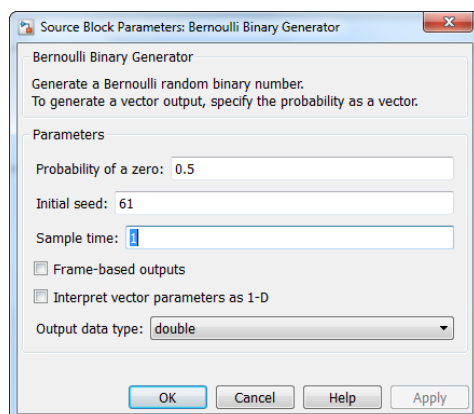 Source Block Parameters: Bernoulli Binary Generator
Bernoulli Binary Generator
Generate a Bernoulli random binary number.
To generate a vector output, specify the probability as a vector.
Parameters
Probability of a zero: 0.5
Initial seed: 61
Sample time: 1
Frame-based outputs
Interpret vector parameters as 1-D
Output data type: double
OK Cancel Help Apply